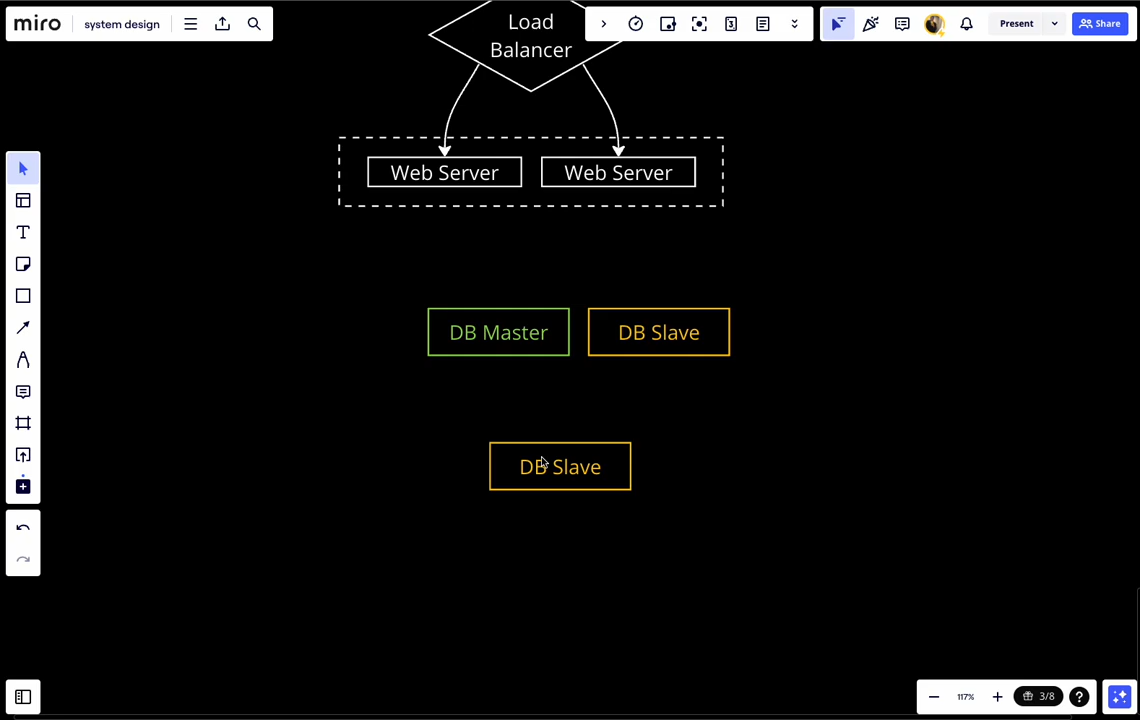 miro
system design
3
Present
Share
Load
Balancer
Web Server
Web Server
DB Master
DB Slave
DB Slave
117%
3/8
?